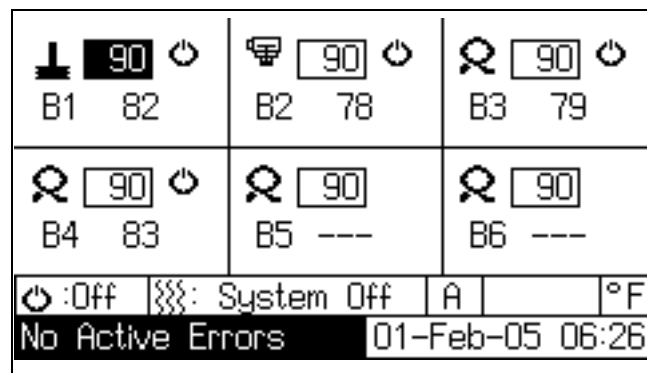 90 90 90
B1 82 B2 78 B3 79
90 90 90
B4 83 B5 --- B6 ---
:Off : System Off A °F
No Active Errors 01-Feb-05 06:26